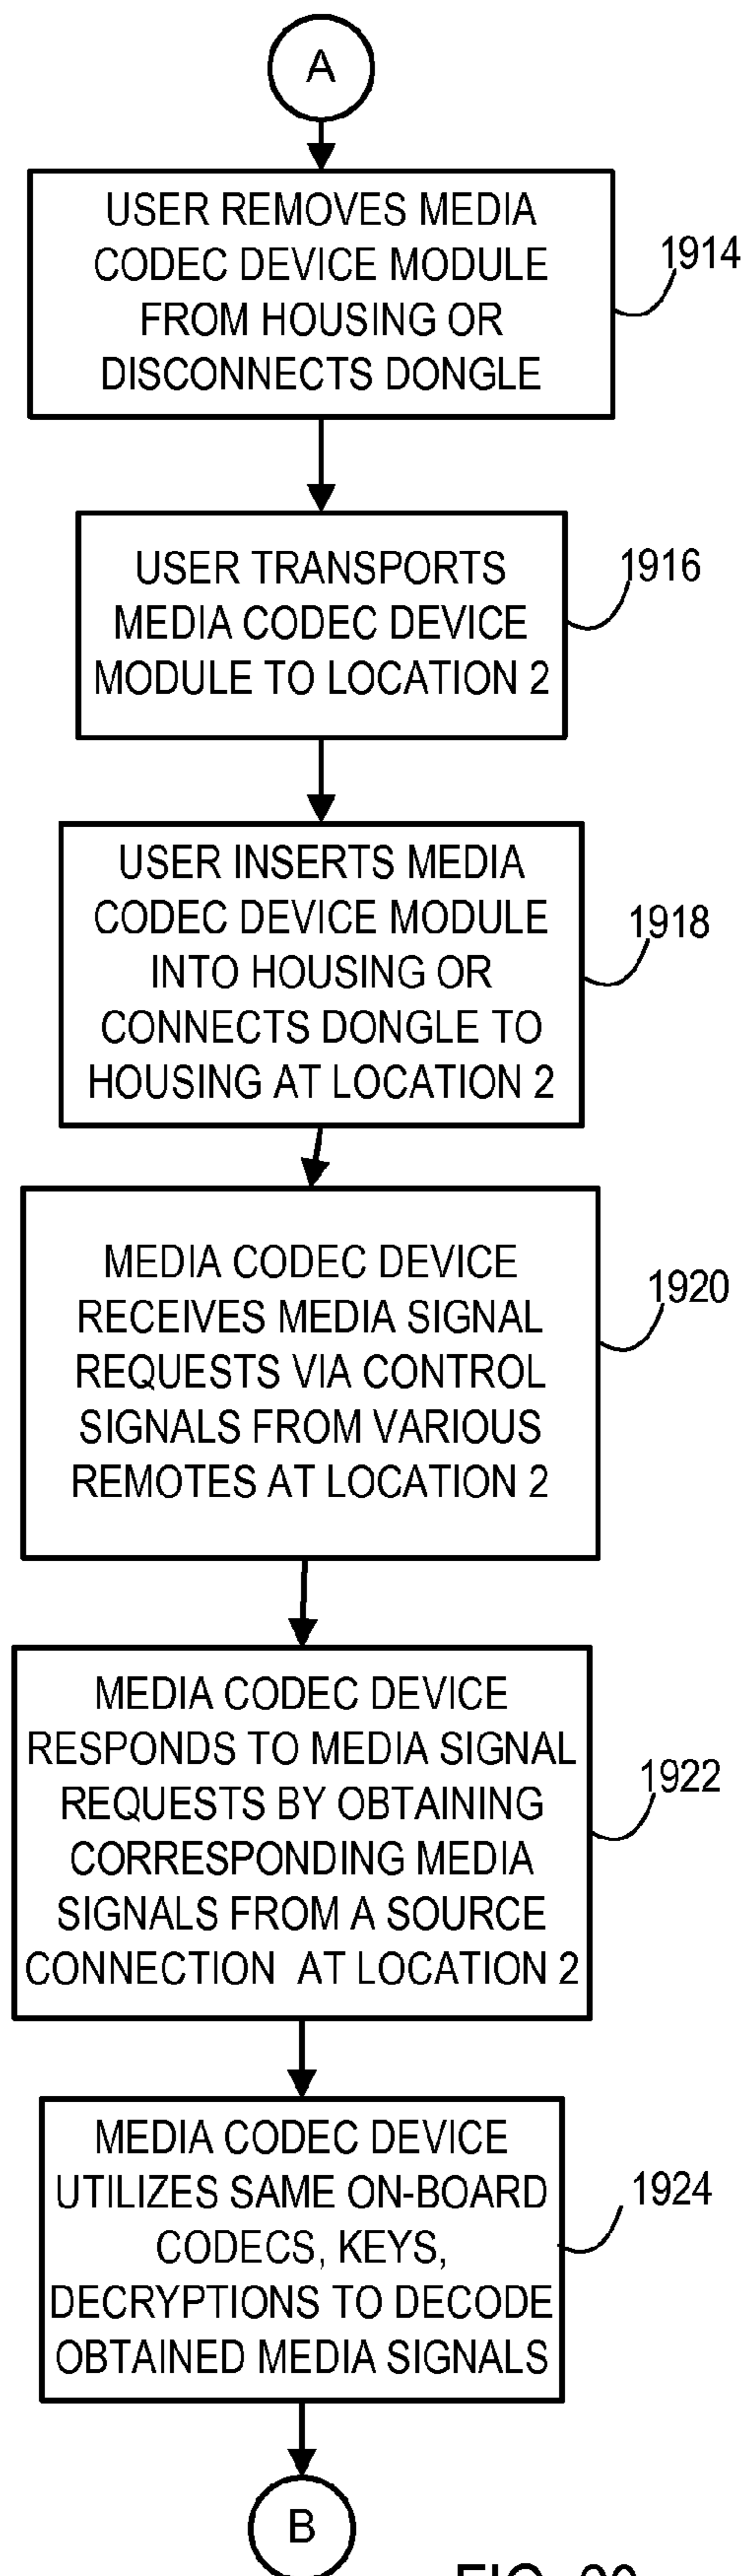 A
USER REMOVES MEDIA
CODEC DEVICE MODULE
FROM HOUSING OR
DISCONNECTS DONGLE
1914
USER TRANSPORTS
MEDIA CODEC DEVICE
MODULE TO LOCATION 2
1916
USER INSERTS MEDIA
CODEC DEVICE MODULE
INTO HOUSING OR
CONNECTS DONGLE TO
HOUSING AT LOCATION 2
1918
MEDIA CODEC DEVICE
RECEIVES MEDIA SIGNAL
REQUESTS VIA CONTROL
SIGNALS FROM VARIOUS
REMOTES AT LOCATION 2
1920
MEDIA CODEC DEVICE
RESPONDS TO MEDIA SIGNAL
REQUESTS BY OBTAINING
CORRESPONDING MEDIA
SIGNALS FROM A SOURCE
CONNECTION AT LOCATION 2
1922
MEDIA CODEC DEVICE
UTILIZES SAME ON-BOARD
CODECS, KEYS,
DECRYPTIONS TO DECODE
OBTAINED MEDIA SIGNALS
1924
B